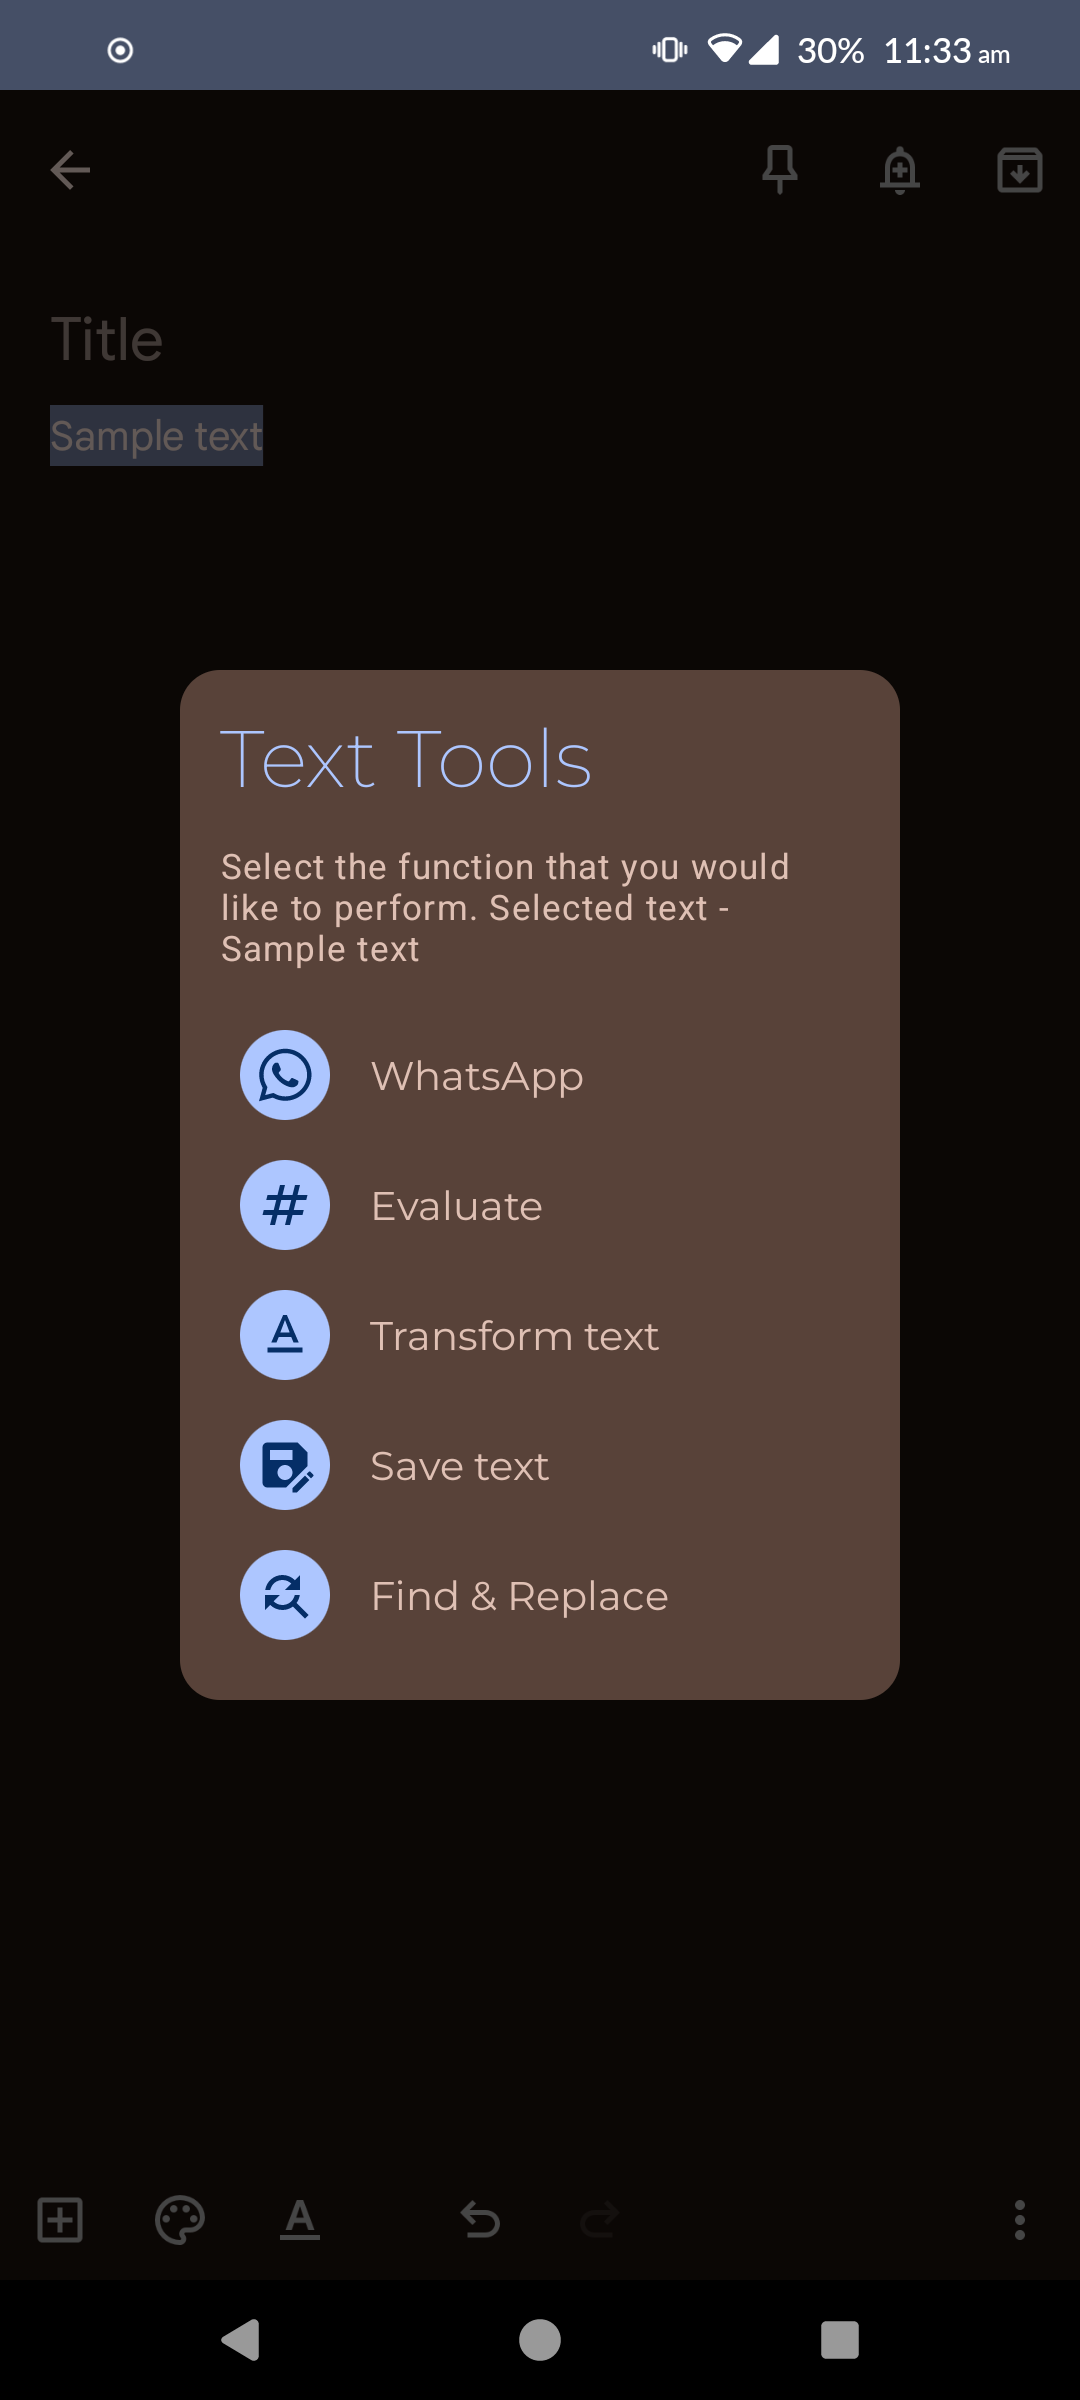 30% 11:33 am
Title
Sample text
Text Tools
Select the function that you would
like to perform. Selected text -
Sample text
WhatsApp
Evaluate
Transform text
Save text
Find & Replace